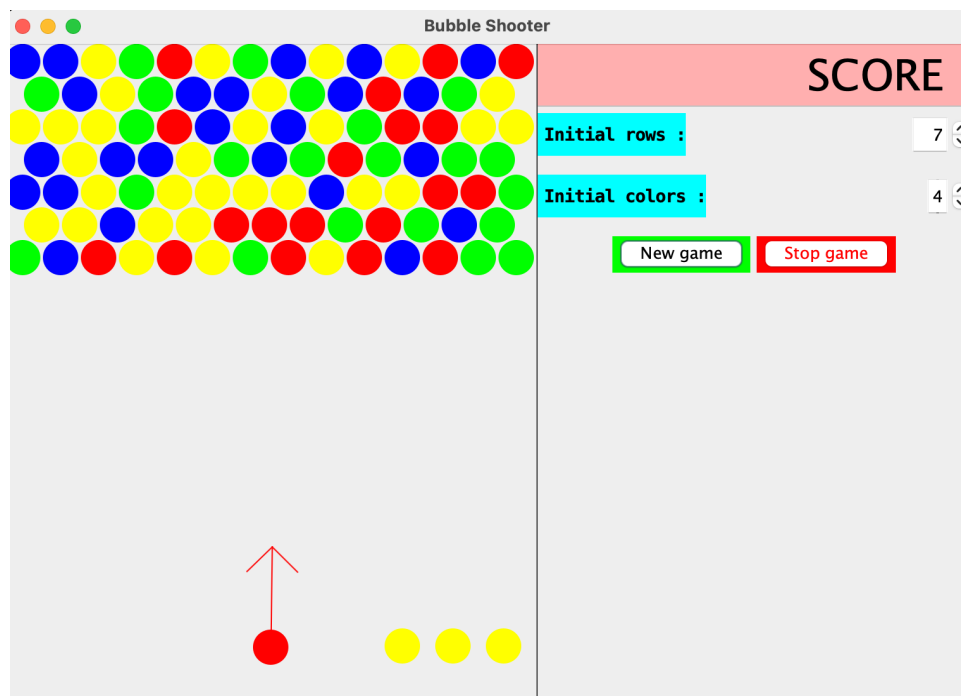 Bubble Shooter
SCORE
Initial rows : 7
Initial colors : 4
New game Stop game